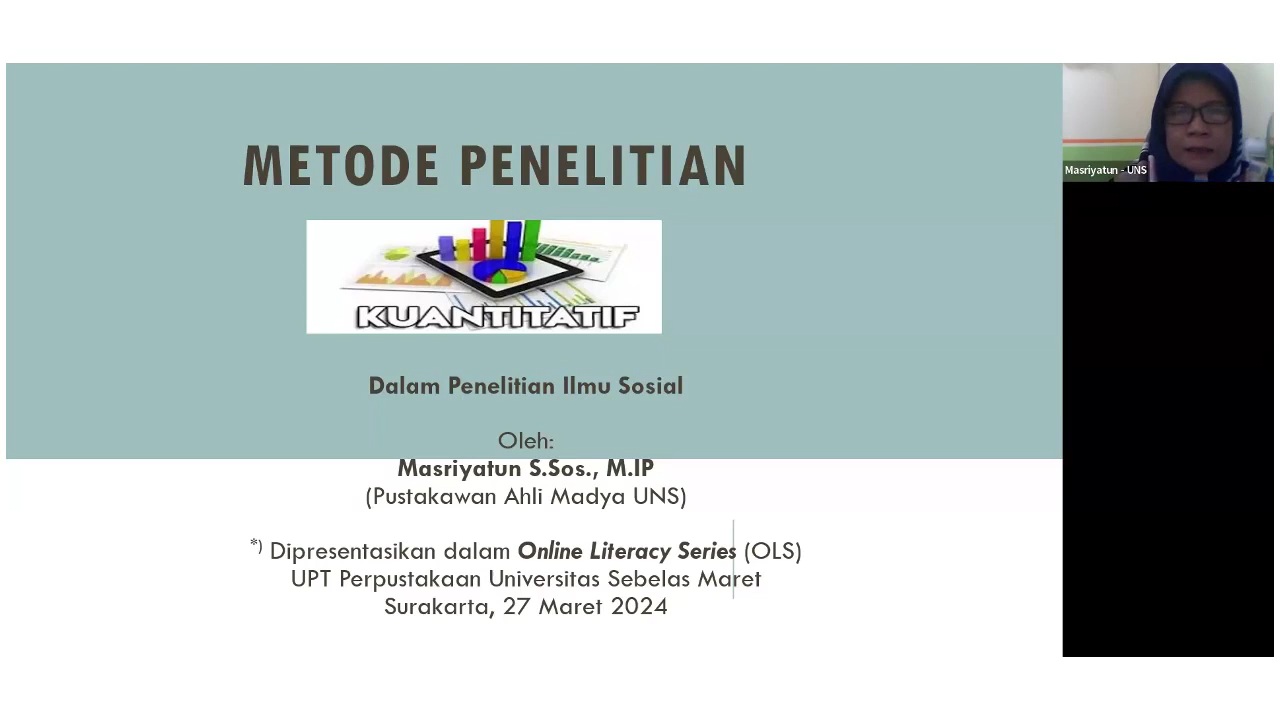 METODE PENELITIAN
KUANTITATIF
Dalam Penelitian Ilmu Sosial
Oleh:
Masriyatun S.Sos., M.IP
(Pustakawan Ahli Madya UNS)
*) Dipresentasikan dalam Online Literacy Series (OLS)
UPT Perpustakaan Universitas Sebelas Maret
Surakarta, 27 Maret 2024
Masriyatun - UNS